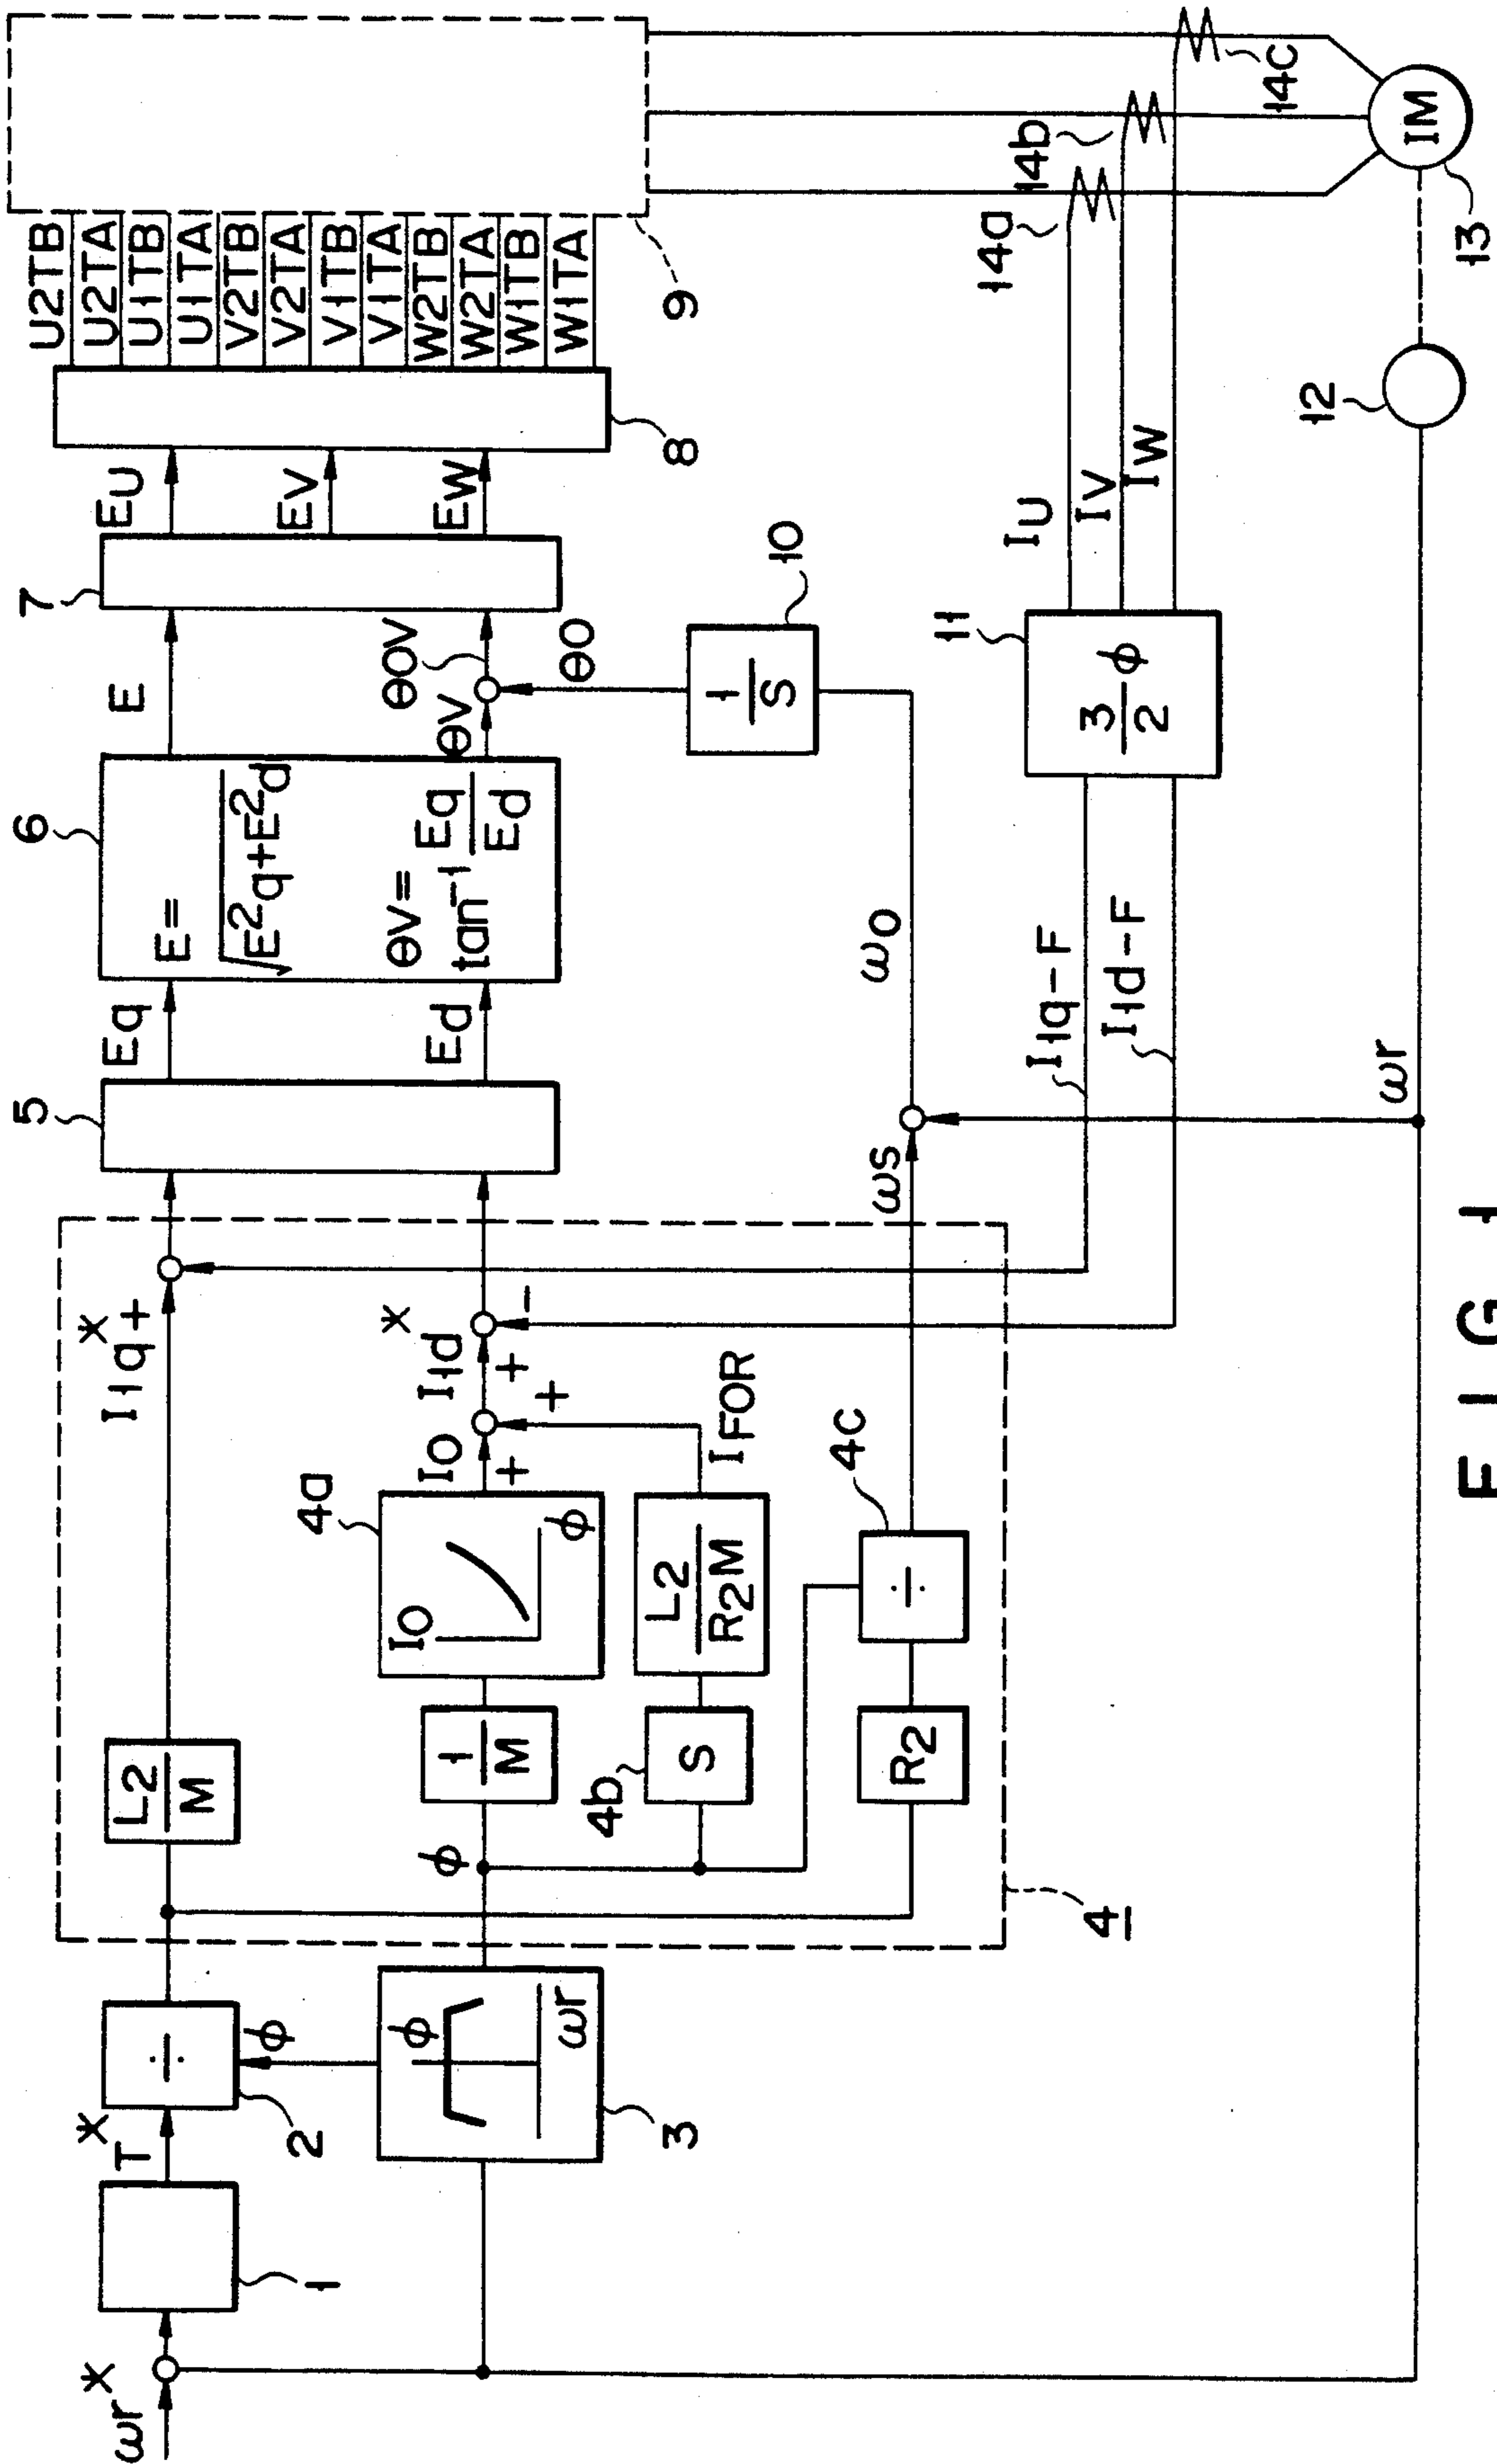 ωr*
1
T*
÷
2
ϕ
ϕ
ωr
3
L2/M
I1q* +
ϕ
1/M
4a
IO
ϕ
IO
+
I1d*
+
+
−
4b
S
L2/R2M
IFOR
4c
÷
R2
4
ωS
ωO
ωr
5
Eq
Ed
6
E=
√E²q+E²d
θV=
tan⁻¹ Eq/Ed
E
θV
θOV
θO
7
10
1/S
EU
EV
EW
8
U2TB
U2TA
U1TB
U1TA
V2TB
V2TA
V1TB
V1TA
W2TB
W2TA
W1TB
W1TA
9
11
3/2 ϕ
I1q-F
I1d-F
IU
IV
IW
14a
14b
14c
12
IM
13
FIG 1